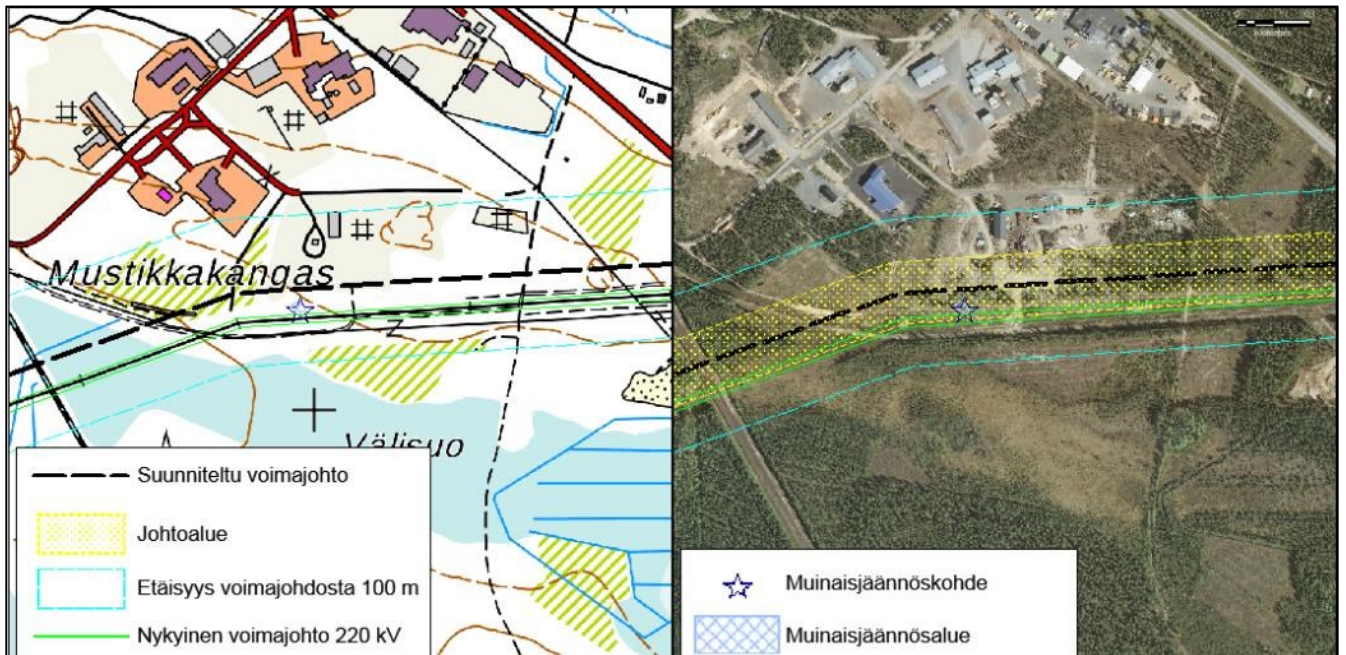 Mustikkakangas
Välisuo
Suunniteltu voimajohto
Johtoalue
Etäisyys voimajohdosta 100 m
Nykyinen voimajohto 220 kV
Muinaisjäännöskohde
Muinaisjäännösalue